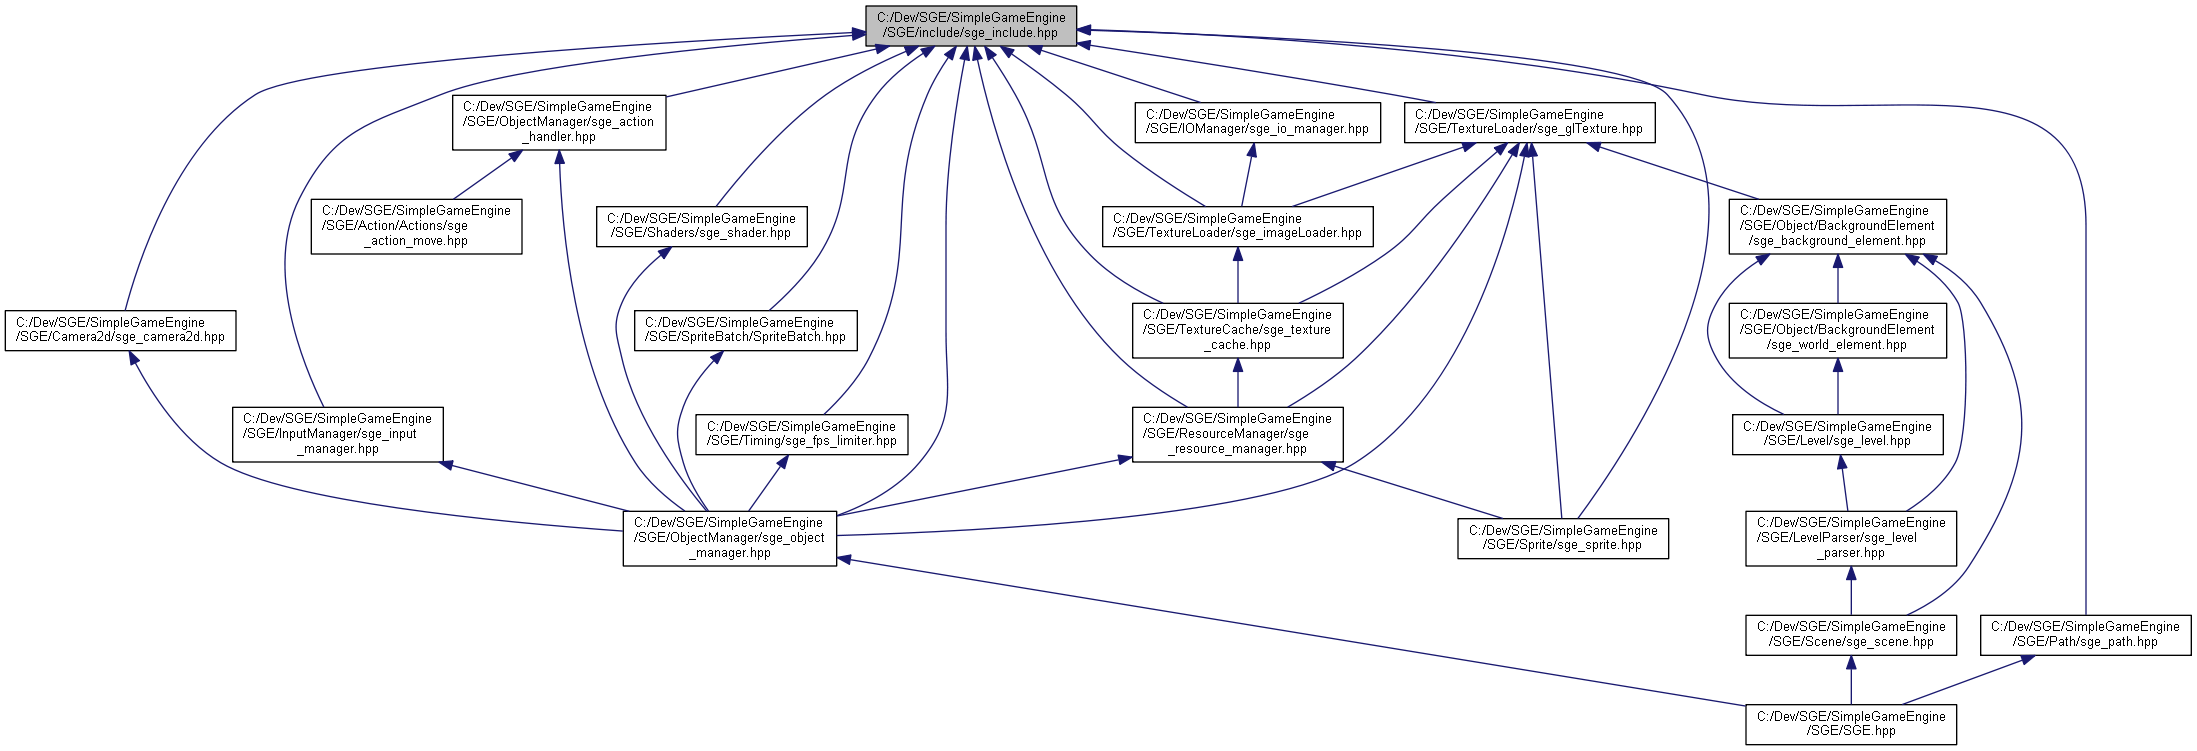 C:/Dev/SGE/SimpleGameEngine
/SGE/include/sge_include.hpp
C:/Dev/SGE/SimpleGameEngine
/SGE/ObjectManager/sge_action
_handler.hpp
C:/Dev/SGE/SimpleGameEngine
/SGE/IOManager/sge_io_manager.hpp
C:/Dev/SGE/SimpleGameEngine
/SGE/TextureLoader/sge_glTexture.hpp
C:/Dev/SGE/SimpleGameEngine
/SGE/Action/Actions/sge
_action_move.hpp
C:/Dev/SGE/SimpleGameEngine
/SGE/Shaders/sge_shader.hpp
C:/Dev/SGE/SimpleGameEngine
/SGE/TextureLoader/sge_imageLoader.hpp
C:/Dev/SGE/SimpleGameEngine
/SGE/Object/BackgroundElement
/sge_background_element.hpp
C:/Dev/SGE/SimpleGameEngine
/SGE/Camera2d/sge_camera2d.hpp
C:/Dev/SGE/SimpleGameEngine
/SGE/SpriteBatch/SpriteBatch.hpp
C:/Dev/SGE/SimpleGameEngine
/SGE/TextureCache/sge_texture
_cache.hpp
C:/Dev/SGE/SimpleGameEngine
/SGE/Object/BackgroundElement
/sge_world_element.hpp
C:/Dev/SGE/SimpleGameEngine
/SGE/InputManager/sge_input
_manager.hpp
C:/Dev/SGE/SimpleGameEngine
/SGE/Timing/sge_fps_limiter.hpp
C:/Dev/SGE/SimpleGameEngine
/SGE/ResourceManager/sge
_resource_manager.hpp
C:/Dev/SGE/SimpleGameEngine
/SGE/Level/sge_level.hpp
C:/Dev/SGE/SimpleGameEngine
/SGE/ObjectManager/sge_object
_manager.hpp
C:/Dev/SGE/SimpleGameEngine
/SGE/Sprite/sge_sprite.hpp
C:/Dev/SGE/SimpleGameEngine
/SGE/LevelParser/sge_level
_parser.hpp
C:/Dev/SGE/SimpleGameEngine
/SGE/Scene/sge_scene.hpp
C:/Dev/SGE/SimpleGameEngine
/SGE/Path/sge_path.hpp
C:/Dev/SGE/SimpleGameEngine
/SGE/SGE.hpp